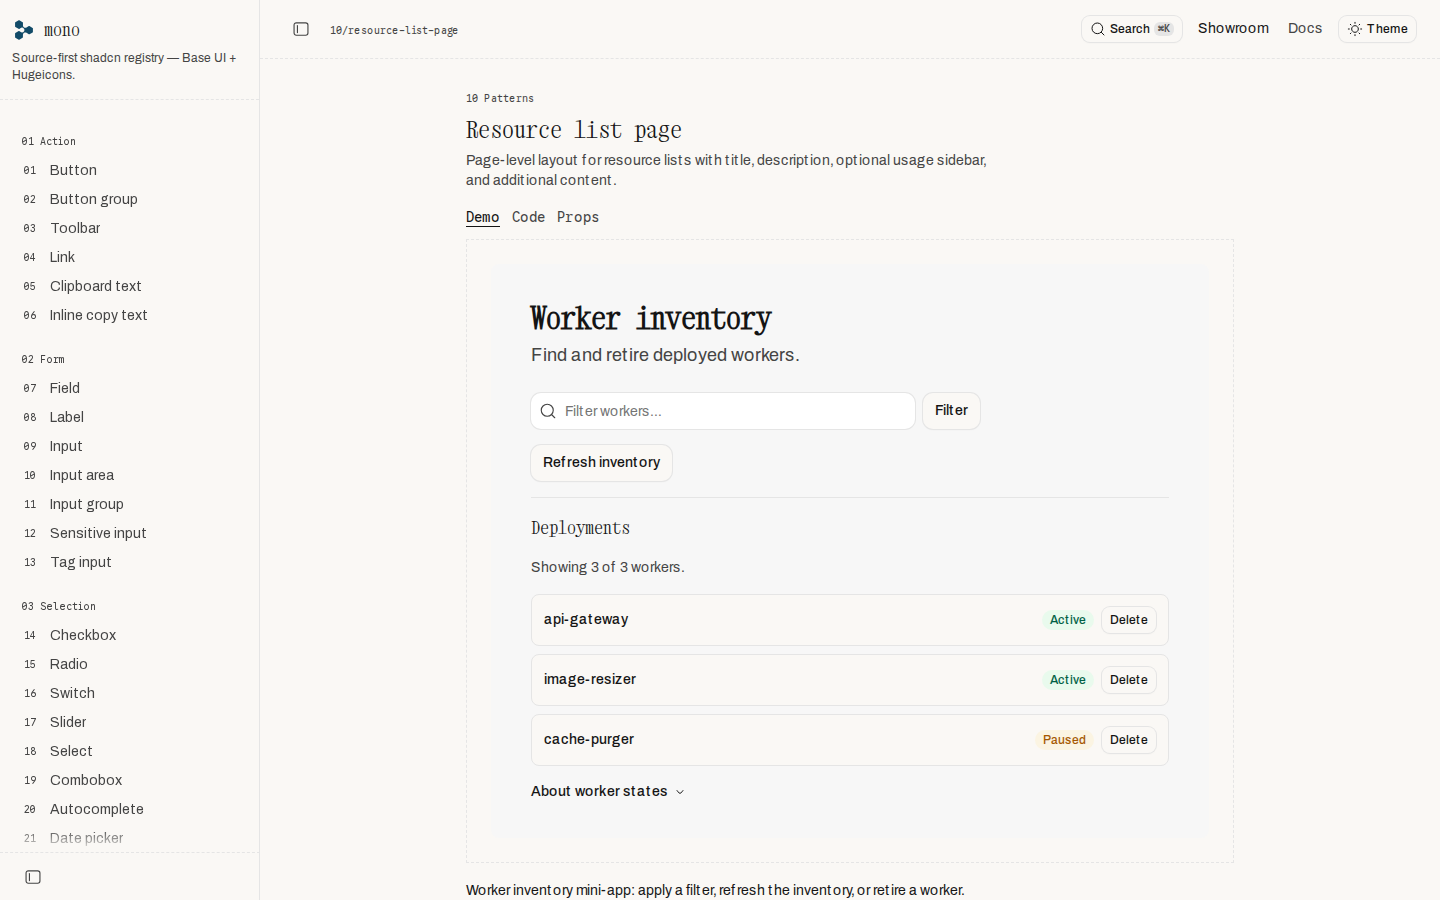 mono
Source-first shadcn registry — Base UI +
Hugeicons.
01 Action
01 Button
02 Button group
03 Toolbar
04 Link
05 Clipboard text
06 Inline copy text
02 Form
07 Field
08 Label
09 Input
10 Input area
11 Input group
12 Sensitive input
13 Tag input
03 Selection
14 Checkbox
15 Radio
16 Switch
17 Slider
18 Select
19 Combobox
20 Autocomplete
21 Date picker
10/resource-list-page
Search ⌘K
Showroom
Docs
Theme
10 Patterns
Resource list page
Page-level layout for resource lists with title, description, optional usage sidebar,
and additional content.
Demo Code Props
Worker inventory
Find and retire deployed workers.
Filter workers...
Filter
Refresh inventory
Deployments
Showing 3 of 3 workers.
api-gateway Active Delete
image-resizer Active Delete
cache-purger Paused Delete
About worker states
Worker inventory mini-app: apply a filter, refresh the inventory, or retire a worker.